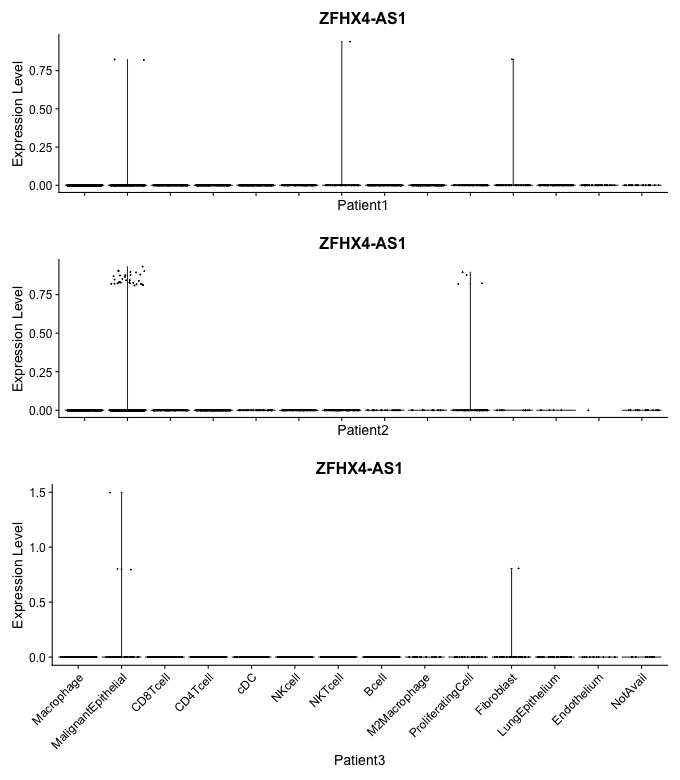 ZFHX4-AS1
Expression Level
0.75
0.50
0.25
0.00
Patient1
ZFHX4-AS1
Expression Level
0.75
0.50
0.25
0.00
Patient2
ZFHX4-AS1
Expression Level
1.5
1.0
0.5
0.0
Macrophage
MalignantEpithelial
CD8Tcell
CD4Tcell
cDC
NKcell
NKTcell
Bcell
M2Macrophage
ProliferatingCell
Fibroblast
LungEpithelium
Endothelium
NotAvail
Patient3